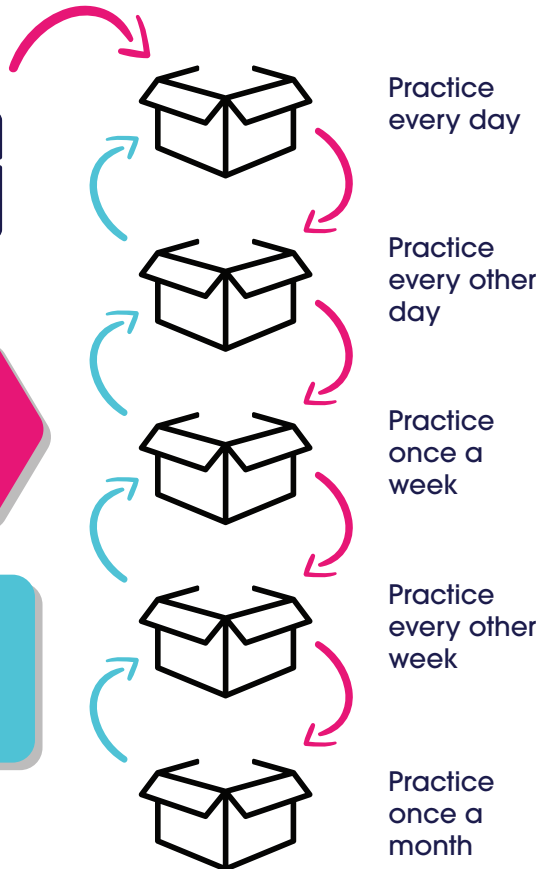 Practice
every day
Practice
every other
day
Practice
once a
week
Practice
every other
week
Practice
once a
month